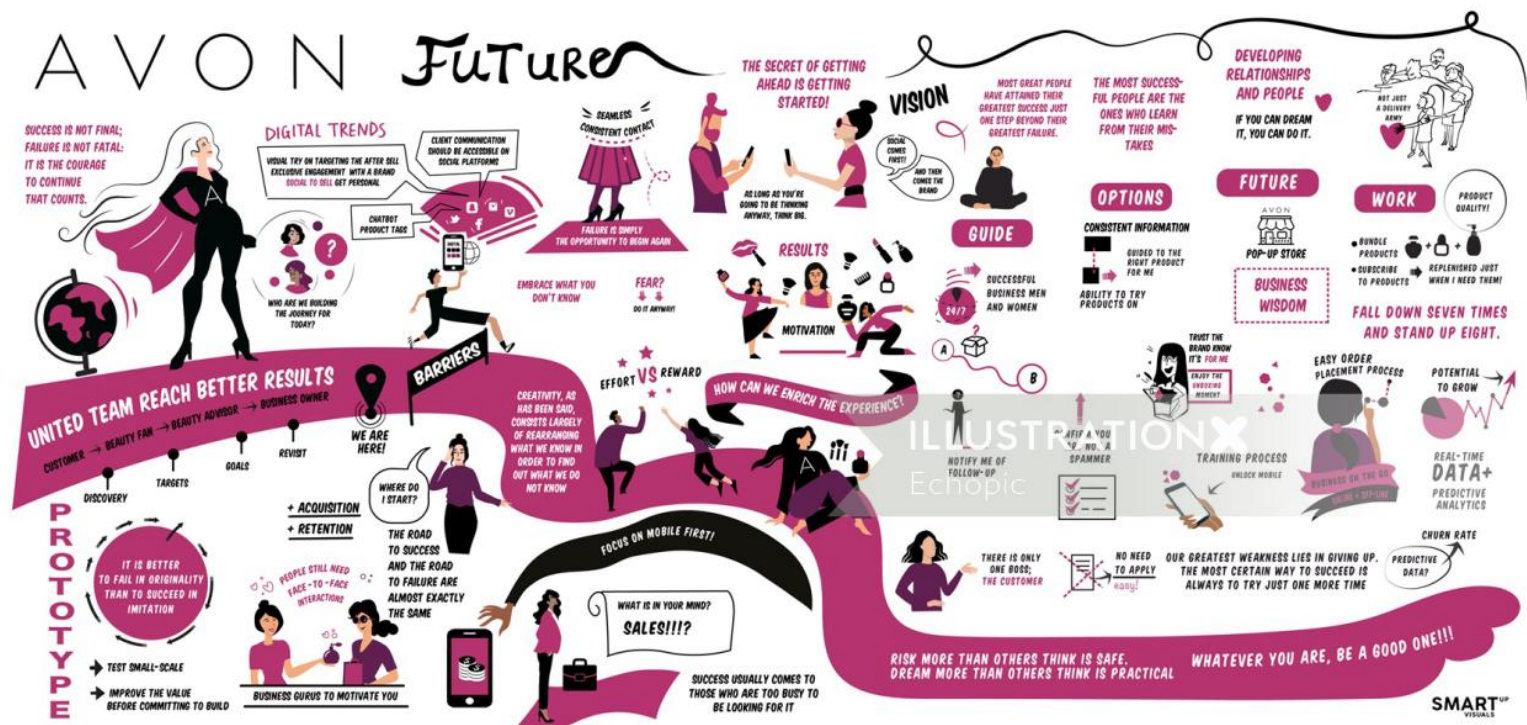 AVON FUTURE
SUCCESS IS NOT FINAL;
FAILURE IS NOT FATAL:
IT IS THE COURAGE
TO CONTINUE
THAT COUNTS.
A
DIGITAL TRENDS
VISUAL TRY ON TARGETING THE AFTER SELL
EXCLUSIVE ENGAGEMENT WITH A BRAND
SOCIAL TO SELL GET PERSONAL
CLIENT COMMUNICATION
SHOULD BE ACCESSIBLE ON
SOCIAL PLATFORMS
CHATBOT
PRODUCT TAGS
DIGITAL
?
WHO ARE WE BUILDING
THE JOURNEY FOR
TODAY?
SEAMLESS
CONSISTENT CONTACT
FAILURE IS SIMPLY
THE OPPORTUNITY TO BEGIN AGAIN
EMBRACE WHAT YOU
DON'T KNOW
FEAR?
DO IT ANYWAY!
THE SECRET OF GETTING
AHEAD IS GETTING
STARTED!
AS LONG AS YOU'RE
GOING TO BE THINKING
ANYWAY, THINK BIG.
VISION
SOCIAL
COMES
FIRST!
AND THEN
COMES THE
BRAND
MOST GREAT PEOPLE
HAVE ATTAINED THEIR
GREATEST SUCCESS JUST
ONE STEP BEYOND THEIR
GREATEST FAILURE.
THE MOST SUCCESS-
FUL PEOPLE ARE THE
ONES WHO LEARN
FROM THEIR MIS-
TAKES
DEVELOPING
RELATIONSHIPS
AND PEOPLE
IF YOU CAN DREAM
IT, YOU CAN DO IT.
NOT JUST
A DELIVERY
ARMY
RESULTS
MOTIVATION
GUIDE
24/7
SUCCESSFUL
BUSINESS MEN
AND WOMEN
?
A
B
OPTIONS
CONSISTENT INFORMATION
GUIDED TO THE
RIGHT PRODUCT
FOR ME
ABILITY TO TRY
PRODUCTS ON
FUTURE
AVON
POP-UP STORE
BUSINESS
WISDOM
WORK
PRODUCT
QUALITY!
• BUNDLE
PRODUCTS
+ +
• SUBSCRIBE
TO PRODUCTS
REPLENISHED JUST
WHEN I NEED THEM!
FALL DOWN SEVEN TIMES
AND STAND UP EIGHT.
TRUST THE
BRAND KNOW
IT'S FOR ME
ENJOY THE
UNBOXING
MOMENT
EASY ORDER
PLACEMENT PROCESS
BUSINESS ON THE GO
ONLINE + OFF-LINE
POTENTIAL
TO GROW
REAL-TIME
DATA+
PREDICTIVE
ANALYTICS
UNITED TEAM REACH BETTER RESULTS
CUSTOMER → BEAUTY FAN → BEAUTY ADVISOR → BUSINESS OWNER
DISCOVERY
TARGETS
GOALS
REVISIT
WE ARE
HERE!
BARRIERS
CREATIVITY, AS
HAS BEEN SAID,
CONSISTS LARGELY
OF REARRANGING
WHAT WE KNOW IN
ORDER TO FIND
OUT WHAT WE DO
NOT KNOW
EFFORT VS REWARD
HOW CAN WE ENRICH THE EXPERIENCE?
A
ILLUSTRATIONX
Echopic
NOTIFY ME OF
FOLLOW-UP
SPAMMER
TRAINING PROCESS
UNLOCK MOBILE
PROTOTYPE
IT IS BETTER
TO FAIL IN ORIGINALITY
THAN TO SUCCEED IN
IMITATION
TEST SMALL-SCALE
IMPROVE THE VALUE
BEFORE COMMITTING TO BUILD
PEOPLE STILL NEED
FACE-TO-FACE
INTERACTIONS
BUSINESS GURUS TO MOTIVATE YOU
+ ACQUISITION
+ RETENTION
WHERE DO
I START?
THE ROAD
TO SUCCESS
AND THE ROAD
TO FAILURE ARE
ALMOST EXACTLY
THE SAME
FOCUS ON MOBILE FIRST!
WHAT IS IN YOUR MIND?
SALES!!!?
SUCCESS USUALLY COMES TO
THOSE WHO ARE TOO BUSY TO
BE LOOKING FOR IT
THERE IS ONLY
ONE BOSS;
THE CUSTOMER
NO NEED
TO APPLY
easy!
OUR GREATEST WEAKNESS LIES IN GIVING UP.
THE MOST CERTAIN WAY TO SUCCEED IS
ALWAYS TO TRY JUST ONE MORE TIME
CHURN RATE
PREDICTIVE
DATA?
RISK MORE THAN OTHERS THINK IS SAFE.
DREAM MORE THAN OTHERS THINK IS PRACTICAL
WHATEVER YOU ARE, BE A GOOD ONE!!!
SMART UP
VISUALS